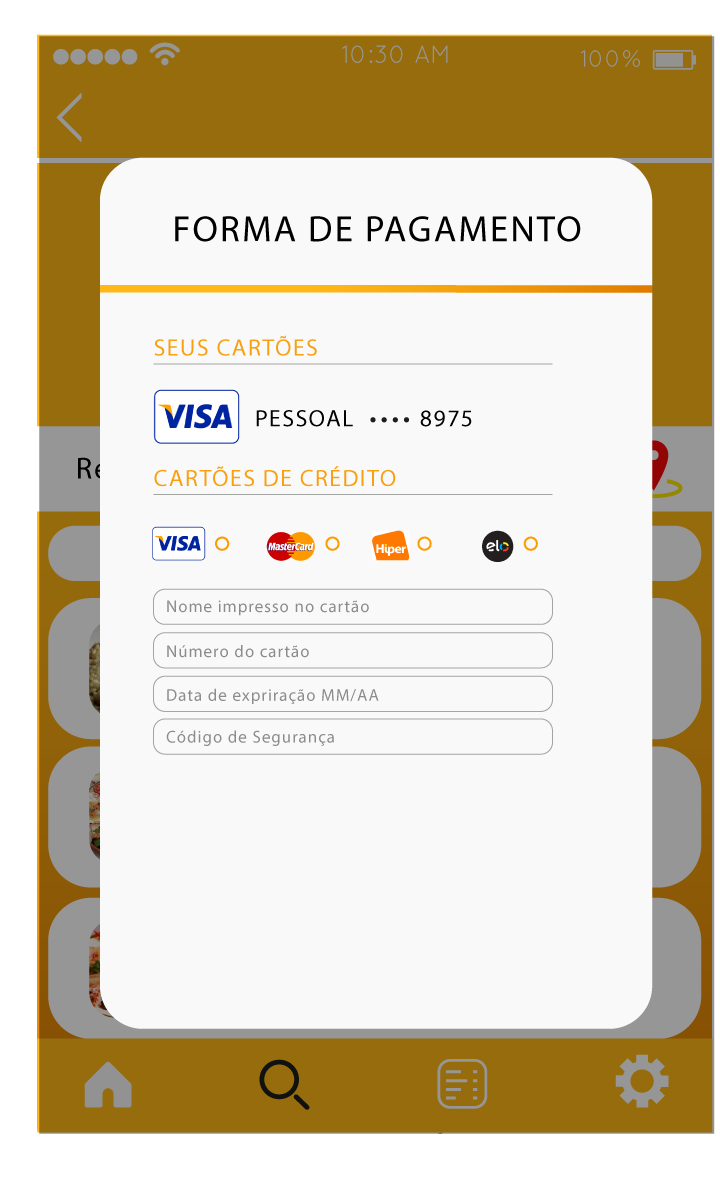 10:30 AM
100%
FORMA DE PAGAMENTO
SEUS CARTÕES
VISA PESSOAL •••• 8975
Re
CARTÕES DE CRÉDITO
VISA MasterCard Hiper elo
Nome impresso no cartão
Número do cartão
Data de expriração MM/AA
Código de Segurança